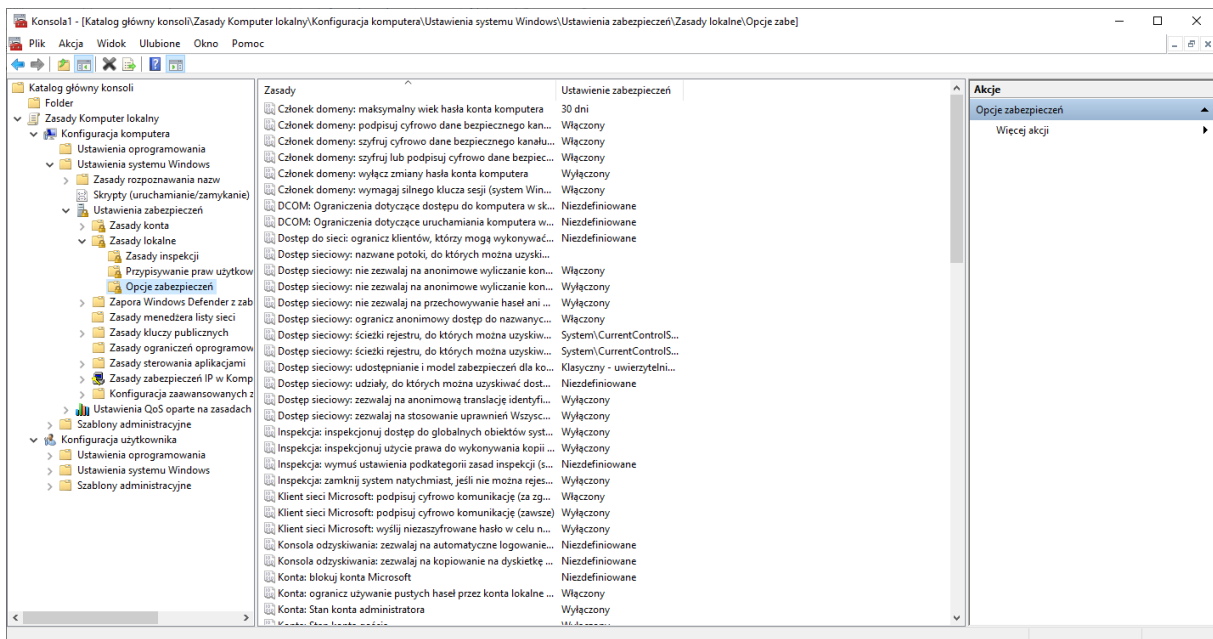 Konsola1 - [Katalog główny konsoli\Zasady Komputer lokalny\Konfiguracja komputera\Ustawienia systemu Windows\Ustawienia zabezpieczeń\Zasady lokalne\Opcje zabe]
Plik Akcja Widok Ulubione Okno Pomoc
Katalog główny konsoli
Folder
Zasady Komputer lokalny
Konfiguracja komputera
Ustawienia oprogramowania
Ustawienia systemu Windows
Zasady rozpoznawania nazw
Skrypty (uruchamianie/zamykanie)
Ustawienia zabezpieczeń
Zasady konta
Zasady lokalne
Zasady inspekcji
Przypisywanie praw użytkow
Opcje zabezpieczeń
Zapora Windows Defender z zab
Zasady menedżera listy sieci
Zasady kluczy publicznych
Zasady ograniczeń oprogramow
Zasady sterowania aplikacjami
Zasady zabezpieczeń IP w Komp
Konfiguracja zaawansowanych z
Ustawienia QoS oparte na zasadach
Szablony administracyjne
Konfiguracja użytkownika
Ustawienia oprogramowania
Ustawienia systemu Windows
Szablony administracyjne
Zasady Ustawienie zabezpieczeń
Członek domeny: maksymalny wiek hasła konta komputera 30 dni
Członek domeny: podpisuj cyfrowo dane bezpiecznego kan... Włączony
Członek domeny: szyfruj cyfrowo dane bezpiecznego kanału... Włączony
Członek domeny: szyfruj lub podpisuj cyfrowo dane bezpiec... Włączony
Członek domeny: wyłącz zmiany hasła konta komputera Wyłączony
Członek domeny: wymagaj silnego klucza sesji (system Win... Włączony
DCOM: Ograniczenia dotyczące dostępu do komputera w sk... Niezdefiniowane
DCOM: Ograniczenia dotyczące uruchamiania komputera w... Niezdefiniowane
Dostęp do sieci: ogranicz klientów, którzy mogą wykonywać... Niezdefiniowane
Dostęp sieciowy: nazwane potoki, do których można uzyski...
Dostęp sieciowy: nie zezwalaj na anonimowe wyliczanie kon... Włączony
Dostęp sieciowy: nie zezwalaj na anonimowe wyliczanie kon... Wyłączony
Dostęp sieciowy: nie zezwalaj na przechowywanie haseł ani ... Wyłączony
Dostęp sieciowy: ogranicz anonimowy dostęp do nazwanyc... Włączony
Dostęp sieciowy: ścieżki rejestru, do których można uzyskiw... System\CurrentControlS...
Dostęp sieciowy: ścieżki rejestru, do których można uzyskiw... System\CurrentControlS...
Dostęp sieciowy: udostępnianie i model zabezpieczeń dla ko... Klasyczny - uwierzytelni...
Dostęp sieciowy: udziały, do których można uzyskiwać dost... Niezdefiniowane
Dostęp sieciowy: zezwalaj na anonimową translację identyfi... Wyłączony
Dostęp sieciowy: zezwalaj na stosowanie uprawnień Wszysc... Wyłączony
Inspekcja: inspekcjonuj dostęp do globalnych obiektów syst... Wyłączony
Inspekcja: inspekcjonuj użycie prawa do wykonywania kopii ... Wyłączony
Inspekcja: wymuś ustawienia podkategorii zasad inspekcji (s... Niezdefiniowane
Inspekcja: zamknij system natychmiast, jeśli nie można rejes... Wyłączony
Klient sieci Microsoft: podpisuj cyfrowo komunikację (za zg... Włączony
Klient sieci Microsoft: podpisuj cyfrowo komunikację (zawsze) Wyłączony
Klient sieci Microsoft: wyślij niezaszyfrowane hasło w celu n... Wyłączony
Konsola odzyskiwania: zezwalaj na automatyczne logowanie... Niezdefiniowane
Konsola odzyskiwania: zezwalaj na kopiowanie na dyskietkę ... Niezdefiniowane
Konta: blokuj konta Microsoft Niezdefiniowane
Konta: ogranicz używanie pustych haseł przez konta lokalne ... Włączony
Konta: Stan konta administratora Wyłączony
Akcje
Opcje zabezpieczeń
Więcej akcji